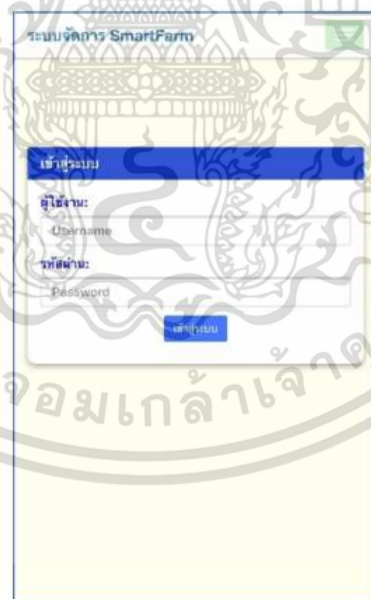 ระบบจัดการ SmartFarm
เข้าสู่ระบบ
ผู้ใช้งาน:
Username
รหัสผ่าน:
Password
เข้าสู่ระบบ
จอมเกล้าเจ้าค